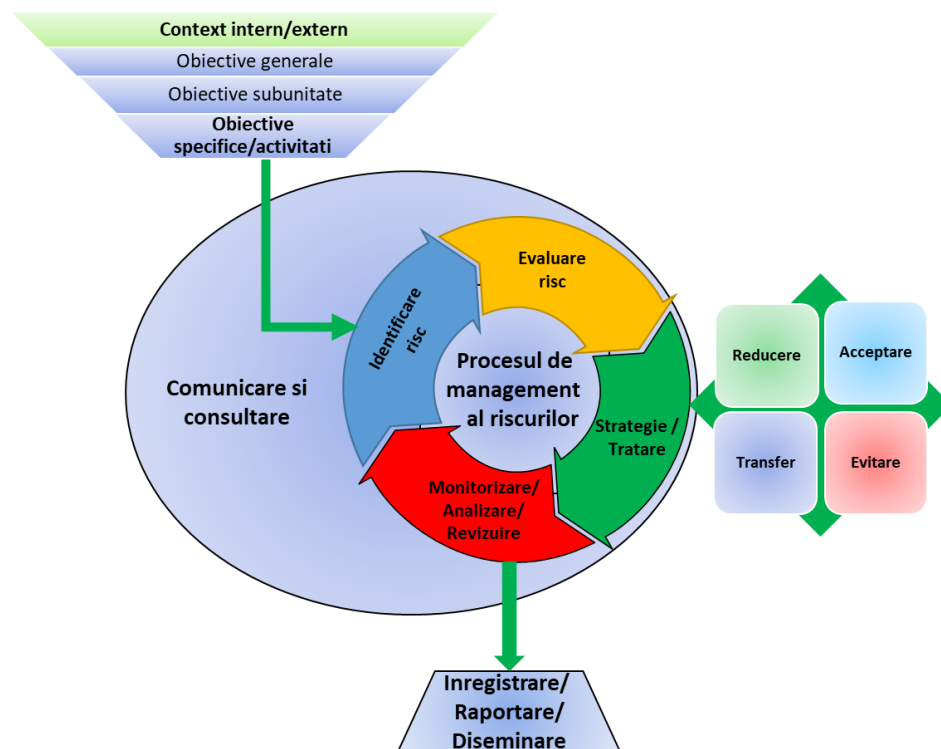 Context intern/extern
Obiective generale
Obiective subunitate
Obiective
specifice/activitati
Evaluare
risc
Identificare
risc
Procesul de
management
al riscurilor
Comunicare si
consultare
Strategie /
Tratare
Monitorizare/
Analizare/
Revizuire
Reducere
Acceptare
Transfer
Evitare
Inregistrare/
Raportare/
Diseminare